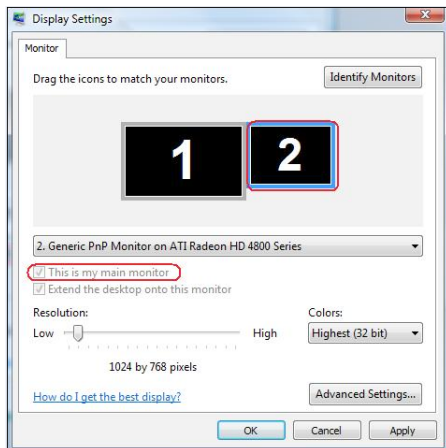 Display Settings
Monitor
Drag the icons to match your monitors.
Identify Monitors
1
2
2. Generic PnP Monitor on ATI Radeon HD 4800 Series
This is my main monitor
Extend the desktop onto this monitor
Resolution:
Colors:
Low
High
Highest (32 bit)
1024 by 768 pixels
How do I get the best display?
Advanced Settings...
OK
Cancel
Apply